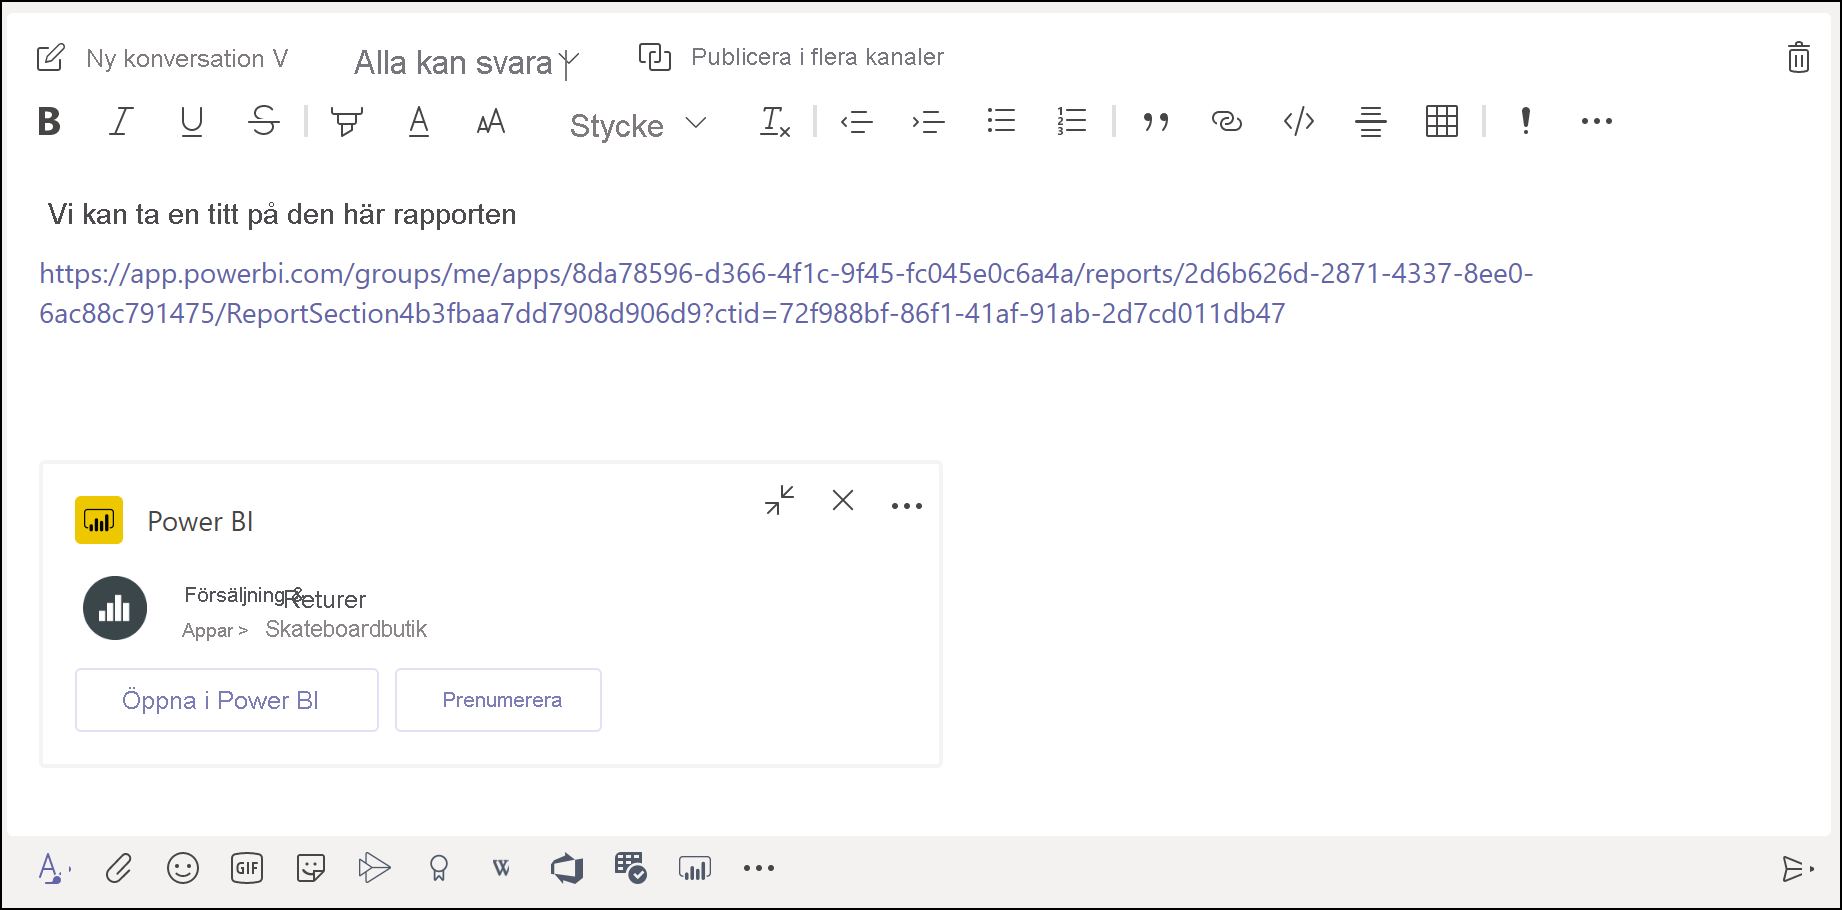 Ny konversation V Alla kan svara Publicera i flera kanaler
B I U S A AA Stycke
Vi kan ta en titt på den här rapporten
https://app.powerbi.com/groups/me/apps/8da78596-d366-4f1c-9f45-fc045e0c6a4a/reports/2d6b626d-2871-4337-8ee0-
6ac88c791475/ReportSection4b3fbaa7dd7908d906d9?ctid=72f988bf-86f1-41af-91ab-2d7cd011db47
Power BI
Försäljning & Returer
Appar > Skateboardbutik
Öppna i Power BI Prenumerera
GIF